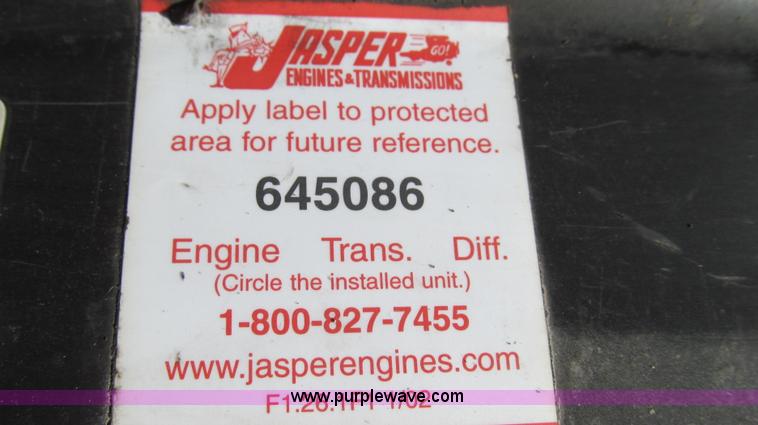 JASPER GO!
ENGINES & TRANSMISSIONS
Apply label to protected
area for future reference.
645086
Engine Trans. Diff.
(Circle the installed unit.)
1-800-827-7455
www.jasperengines.com
www.purplewave.com